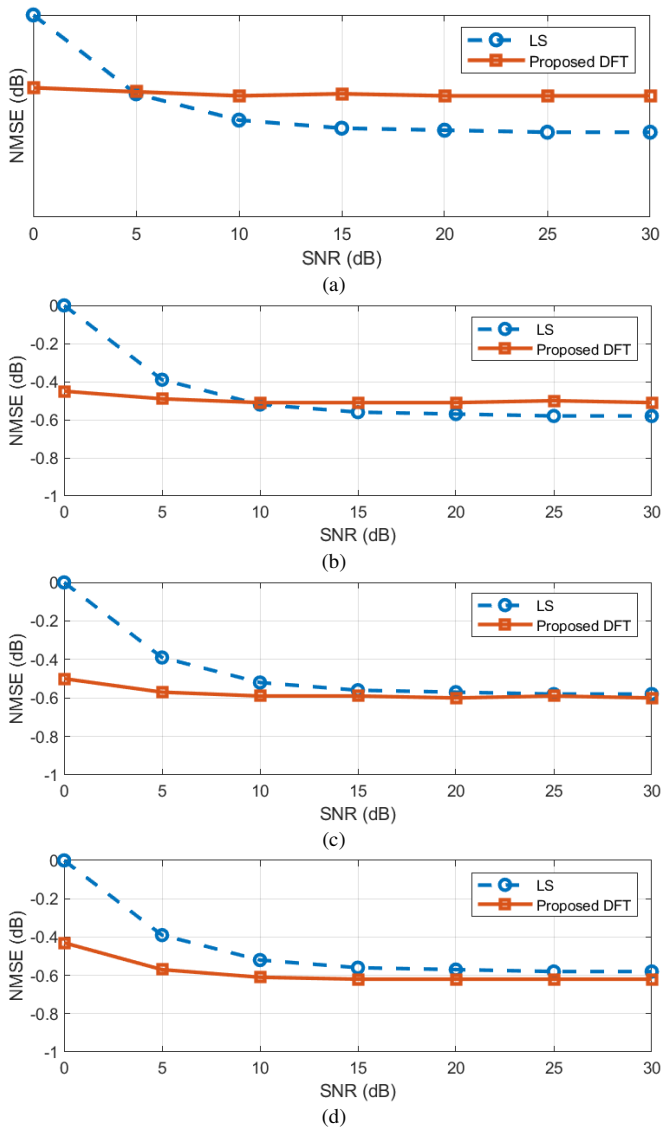 LS
Proposed DFT
NMSE (dB)
0 5 10 15 20 25 30
SNR (dB)
(a)
0
-0.2
-0.4
-0.6
-0.8
-1
LS
Proposed DFT
NMSE (dB)
0 5 10 15 20 25 30
SNR (dB)
(b)
0
-0.2
-0.4
-0.6
-0.8
-1
LS
Proposed DFT
NMSE (dB)
0 5 10 15 20 25 30
SNR (dB)
(c)
0
-0.2
-0.4
-0.6
-0.8
-1
LS
Proposed DFT
NMSE (dB)
0 5 10 15 20 25 30
SNR (dB)
(d)